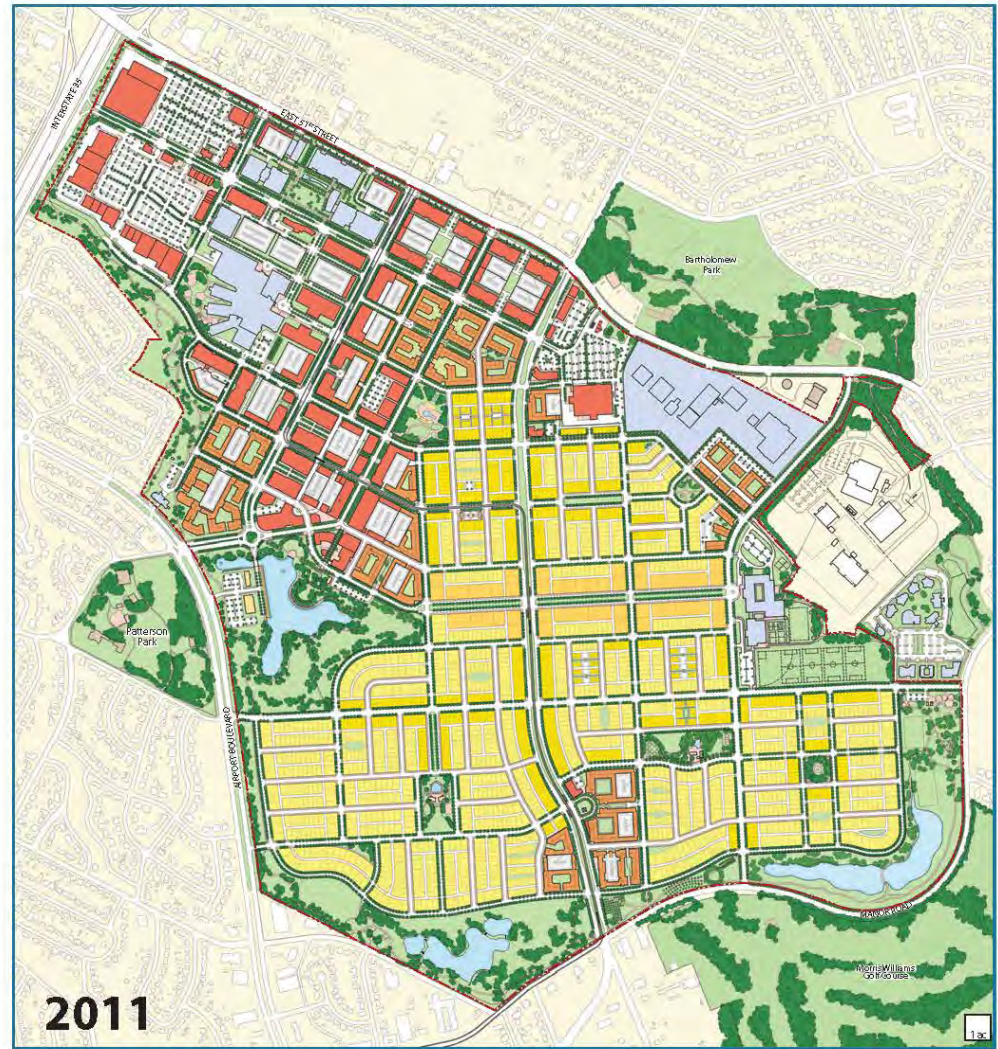 INTERSTATE 35
EAST 51ST STREET
Bartholomew
Park
Patterson
Park
AIRPORT BOULEVARD
MANOR ROAD
Morris Williams
Golf Course
2011
1 ac